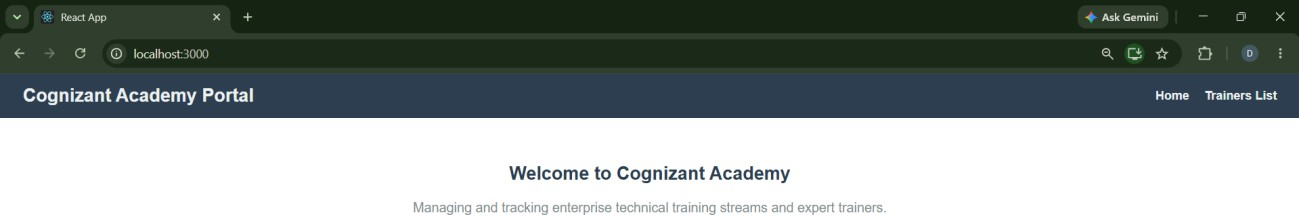 React App
Ask Gemini
localhost:3000
D
Cognizant Academy Portal
Home Trainers List
Welcome to Cognizant Academy
Managing and tracking enterprise technical training streams and expert trainers.